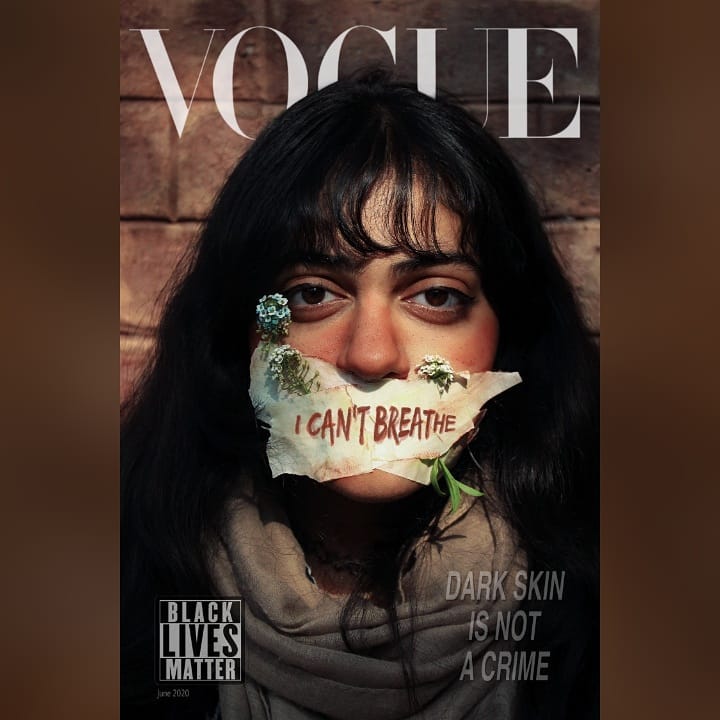 VOGUE
I CAN'T BREATHE
DARK SKIN
IS NOT
A CRIME
BLACK
LIVES
MATTER
June 2020